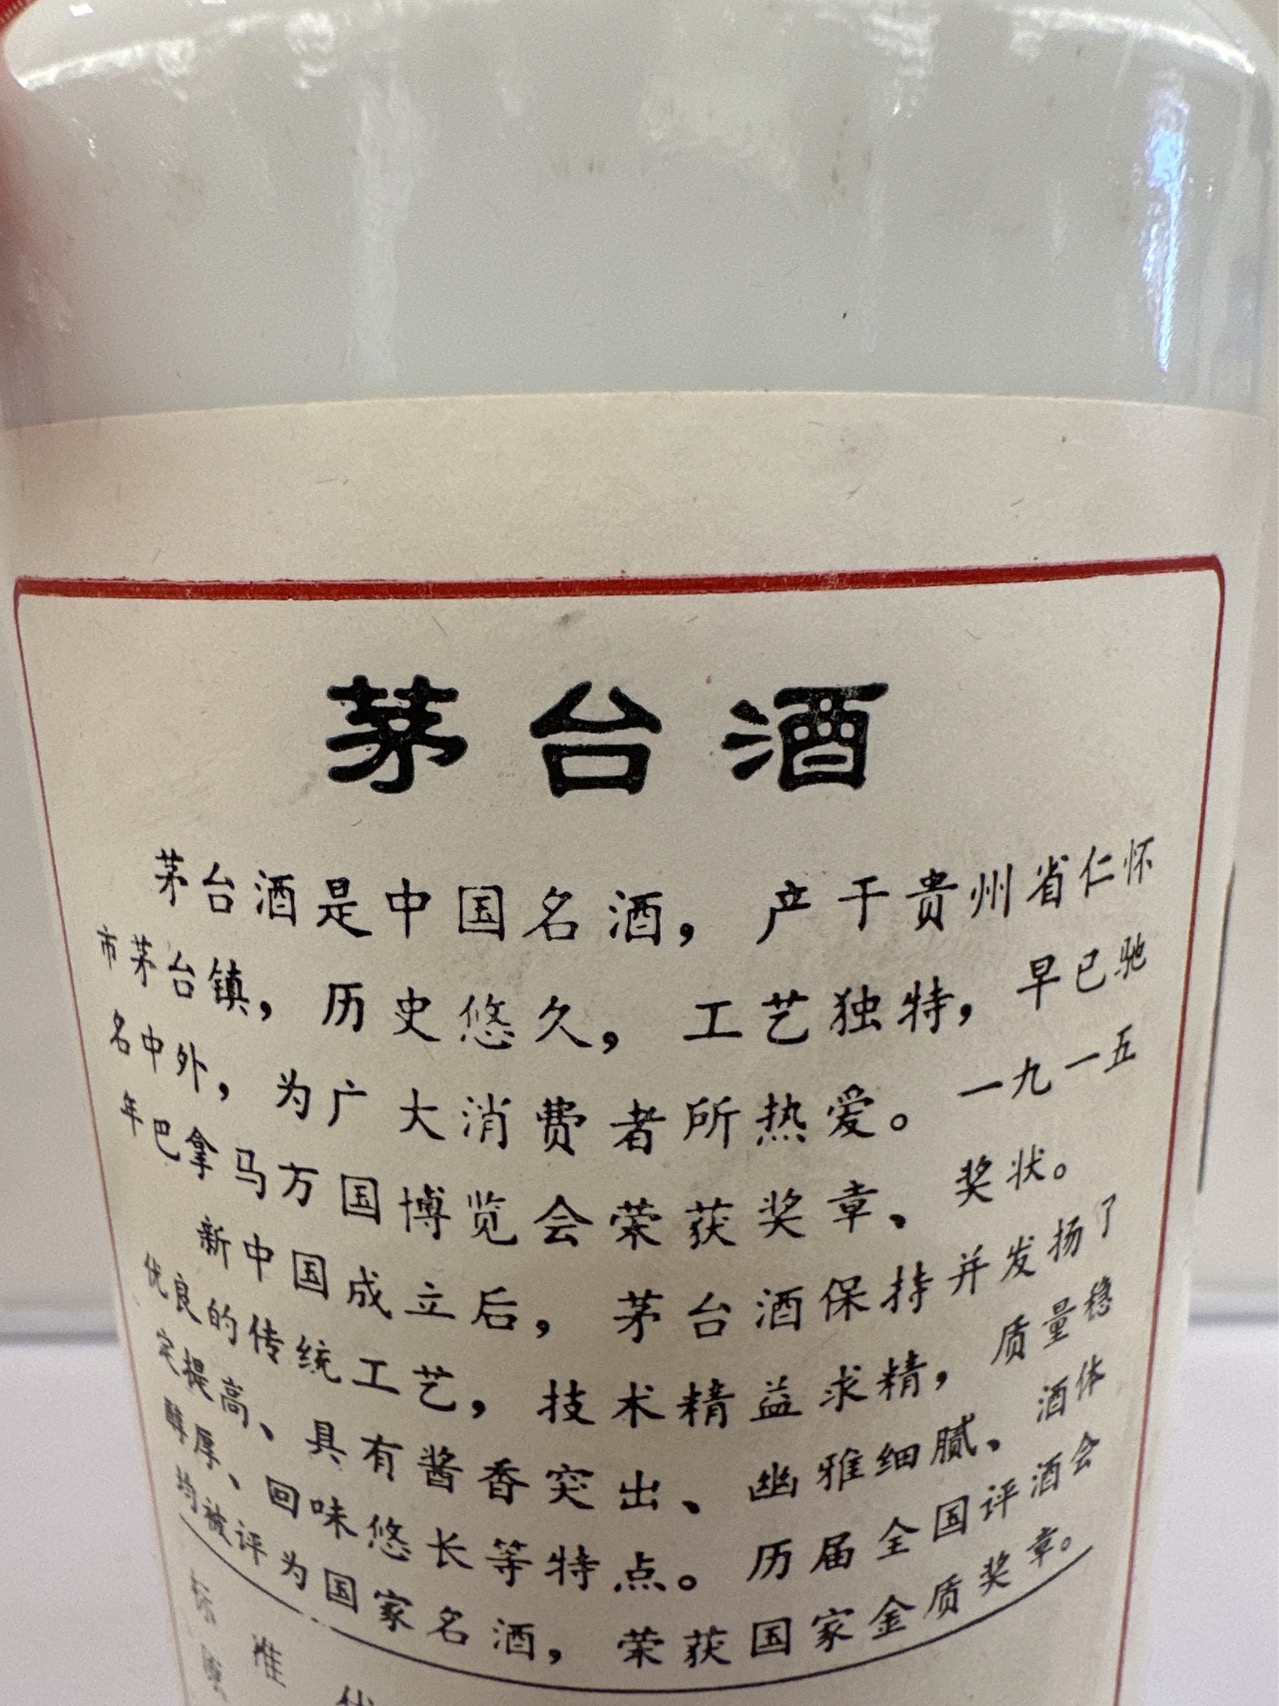 茅台酒
茅台酒是中国名酒，产于贵州省仁怀
市茅台镇，历史悠久，工艺独特，早已驰
名中外，为广大消费者所热爱。一九一五
年巴拿马万国博览会荣获奖章、奖状。
新中国成立后，茅台酒保持并发扬了
优良的传统工艺，技术精益求精，质量稳
定提高、具有酱香突出、幽雅细腻、酒体
醇厚、回味悠长等特点。历届全国评酒会
均被评为国家名酒，荣获国家金质奖章。
标准代